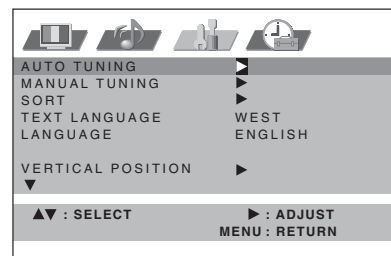 AUTO TUNING ▶
MANUAL TUNING ▶
SORT ▶
TEXT LANGUAGE WEST
LANGUAGE ENGLISH
VERTICAL POSITION ▶
▼
▲▼ : SELECT ▶ : ADJUST
MENU : RETURN